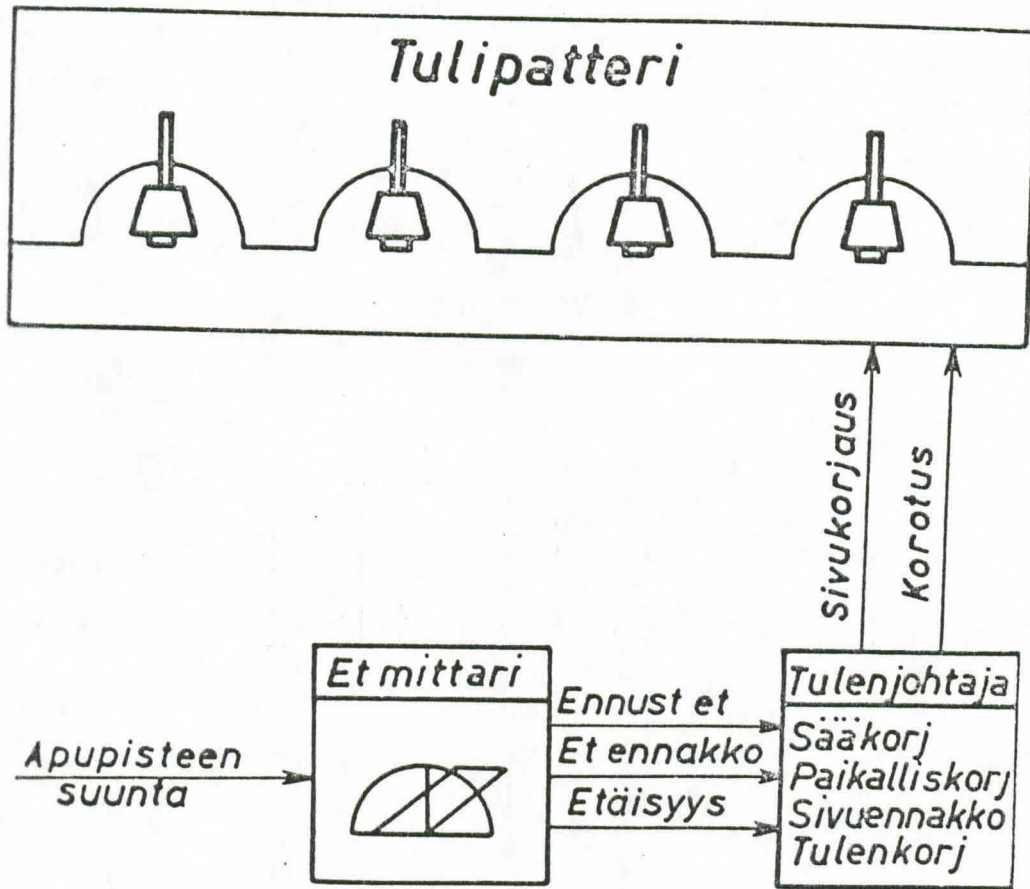 Tulipatteri
Sivukorjaus
Korotus
Et mittari
Tulenjohtaja
Apupisteen
suunta
Ennust et
Et ennakko
Etäisyys
Sääkorj
Paikalliskorj
Sivuennakko
Tulenkorj